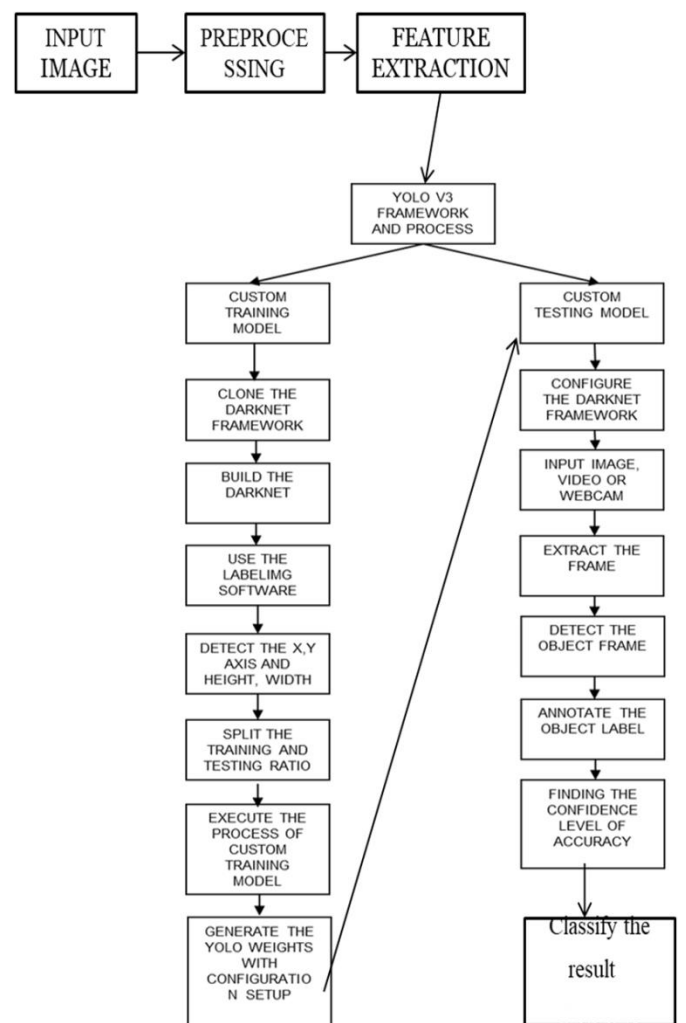 INPUT
IMAGE
PREPROCE
SSING
FEATURE
EXTRACTION
YOLO V3
FRAMEWORK
AND PROCESS
CUSTOM
TRAINING
MODEL
CLONE THE
DARKNET
FRAMEWORK
BUILD THE
DARKNET
USE THE
LABELIMG
SOFTWARE
DETECT THE X,Y
AXIS AND
HEIGHT, WIDTH
SPLIT THE
TRAINING AND
TESTING RATIO
EXECUTE THE
PROCESS OF
CUSTOM
TRAINING
MODEL
GENERATE THE
YOLO WEIGHTS
WITH
CONFIGURATIO
N SETUP
CUSTOM
TESTING MODEL
CONFIGURE
THE DARKNET
FRAMEWORK
INPUT IMAGE,
VIDEO OR
WEBCAM
EXTRACT THE
FRAME
DETECT THE
OBJECT FRAME
ANNOTATE THE
OBJECT LABEL
FINDING THE
CONFIDENCE
LEVEL OF
ACCURACY
Classify the
result